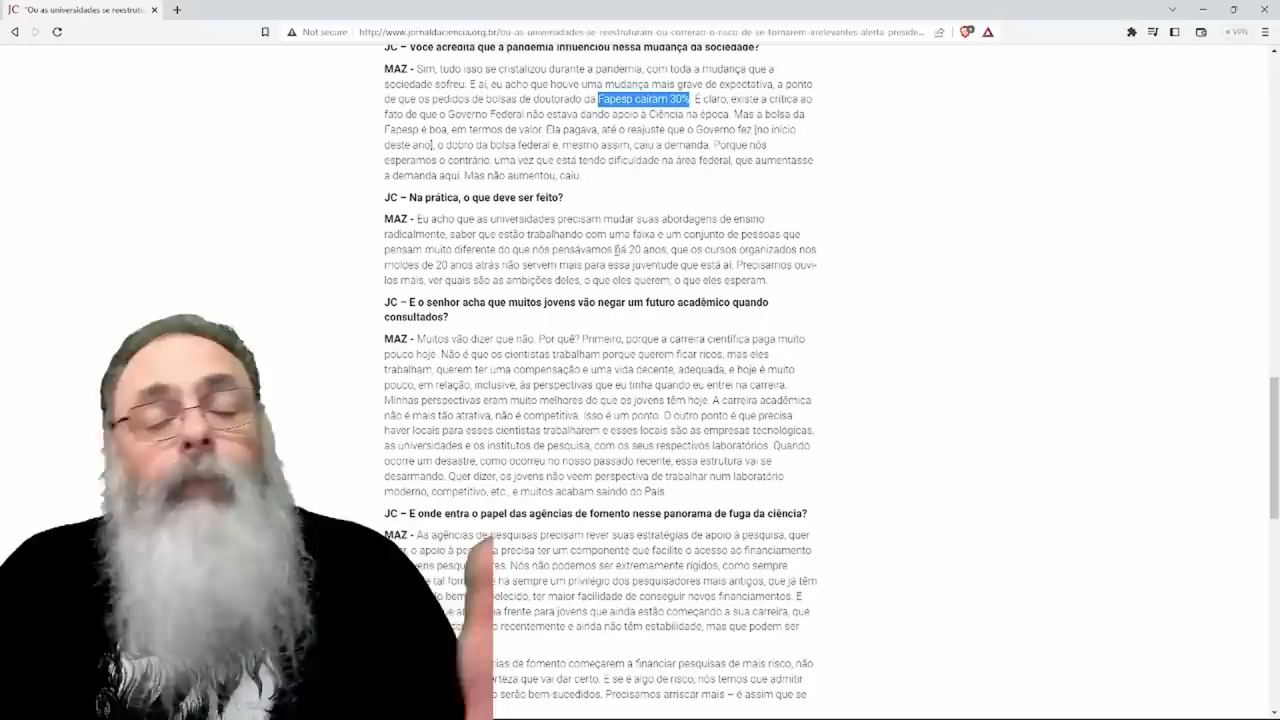 JC "Ou as universidades se reestrutu
Not secure
http://www.jornaldaciencia.org.br/ou-as-universidades-se-reestruturam-ou-correrao-o-risco-de-se-tornarem-irrelevantes-alerta-preside...
VPN
JC – Você acredita que a pandemia influenciou nessa mudança da sociedade?
MAZ - Sim, tudo isso se cristalizou durante a pandemia, com toda a mudança que a
sociedade sofreu. E aí, eu acho que houve uma mudança mais grave de expectativa, a ponto
de que os pedidos de bolsas de doutorado da Fapesp caíram 30%. É claro, existe a crítica ao
fato de que o Governo Federal não estava dando apoio à Ciência na época. Mas a bolsa da
Fapesp é boa, em termos de valor. Ela pagava, até o reajuste que o Governo fez [no início
deste ano], o dobro da bolsa federal e, mesmo assim, caiu a demanda. Porque nós
esperamos o contrário, uma vez que está tendo dificuldade na área federal, que aumentasse
a demanda aqui. Mas não aumentou, caiu.
JC – Na prática, o que deve ser feito?
MAZ - Eu acho que as universidades precisam mudar suas abordagens de ensino
radicalmente, saber que estão trabalhando com uma faixa e um conjunto de pessoas que
pensam muito diferente do que nós pensávamos há 20 anos, que os cursos organizados nos
moldes de 20 anos atrás não servem mais para essa juventude que está aí. Precisamos ouvi-
los mais, ver quais são as ambições deles, o que eles querem, o que eles esperam.
JC – E o senhor acha que muitos jovens vão negar um futuro acadêmico quando
consultados?
MAZ - Muitos vão dizer que não. Por quê? Primeiro, porque a carreira científica paga muito
pouco hoje. Não é que os cientistas trabalham porque querem ficar ricos, mas eles
trabalham, querem ter uma compensação e uma vida decente, adequada, e hoje é muito
pouco, em relação, inclusive, às perspectivas que eu tinha quando eu entrei na carreira.
Minhas perspectivas eram muito melhores do que os jovens têm hoje. A carreira acadêmica
não é mais tão atrativa, não é competitiva. Isso é um ponto. O outro ponto é que precisa
haver locais para esses cientistas trabalharem e esses locais são as empresas tecnológicas,
as universidades e os institutos de pesquisa, com os seus respectivos laboratórios. Quando
ocorre um desastre, como ocorreu no nosso passado recente, essa estrutura vai se
desarmando. Quer dizer, os jovens não veem perspectiva de trabalhar num laboratório
moderno, competitivo, etc., e muitos acabam saindo do País.
JC – E onde entra o papel das agências de fomento nesse panorama de fuga da ciência?
MAZ - As agências de pesquisas precisam rever suas estratégias de apoio à pesquisa, quer
o apoio à precisa ter um componente que facilite o acesso ao financiamento
Nós não podemos ser extremamente rígidos, como sempre
há sempre um privilégio dos pesquisadores mais antigos, que já têm
ter maior facilidade de conseguir novos financiamentos. E
frente para jovens que ainda estão começando a sua carreira, que
recentemente e ainda não têm estabilidade, mas que podem ser
de fomento começarem a financiar pesquisas de mais risco, não
que vai dar certo. E se é algo de risco, nós temos que admitir
serão bem-sucedidos. Precisamos arriscar mais – é assim que se